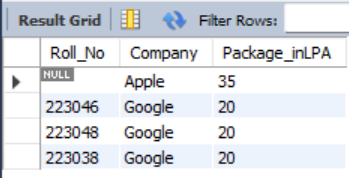 Result Grid Filter Rows:
Roll_No Company Package_inLPA
NULL Apple 35
223046 Google 20
223048 Google 20
223038 Google 20